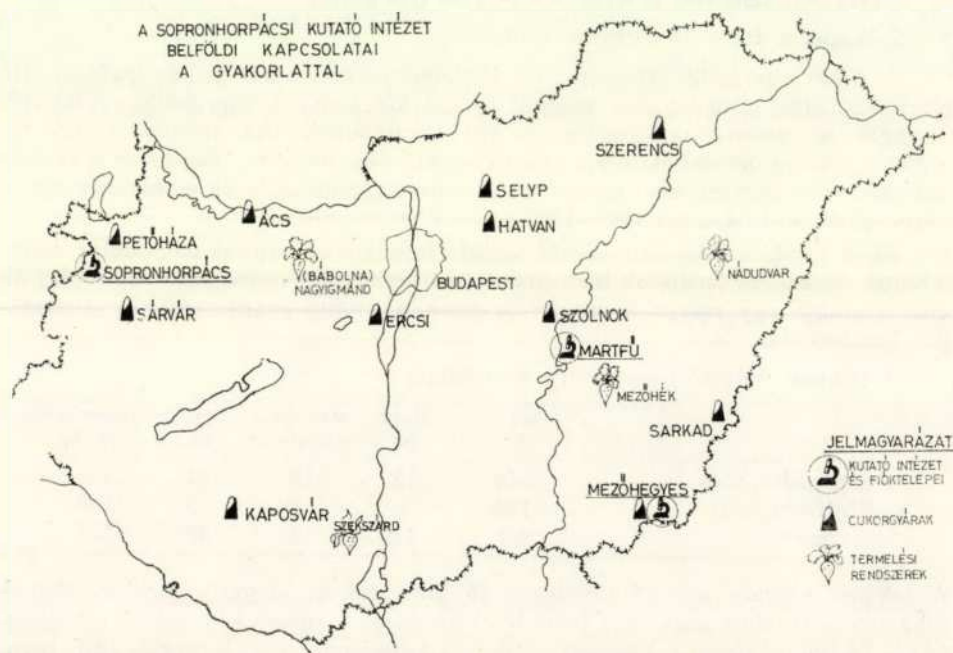 A SOPRONHORPÁCSI KUTATÓ INTÉZET
BELFÖLDI KAPCSOLATAI
A GYAKORLATTAL
SZERENCS
SELYP
HATVAN
ÁCS
PETŐHÁZA
SOPRONHORPÁCS
(BÁBOLNA)
NAGYIGMÁND
BUDAPEST
NÁDUDVAR
SÁRVÁR
ERCSI
SZOLNOK
MARTFŰ
MEZŐHÉK
SARKAD
JELMAGYARÁZAT
KUTATÓ INTÉZET
ÉS FIÓKTELEPEI
MEZŐHEGYES
KAPOSVÁR
SZEKSZÁRD
CUKORGYÁRAK
TERMELÉSI
RENDSZEREK